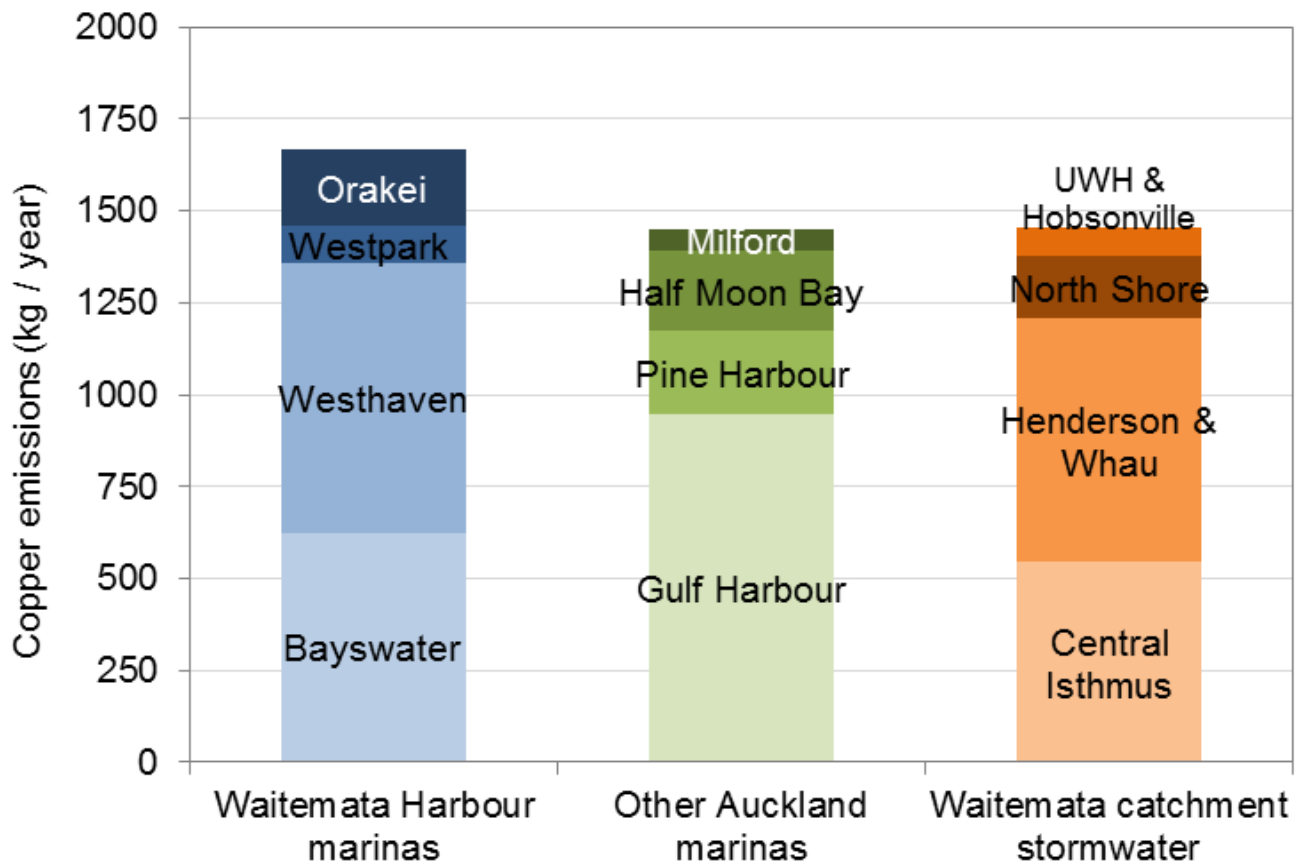 2000
1750
1500
1250
1000
750
500
250
0
Copper emissions (kg / year)
Orakei
Westpark
Westhaven
Bayswater
Milford
Half Moon Bay
Pine Harbour
Gulf Harbour
UWH &
Hobsonville
North Shore
Henderson &
Whau
Central
Isthmus
Waitemata Harbour
marinas
Other Auckland
marinas
Waitemata catchment
stormwater